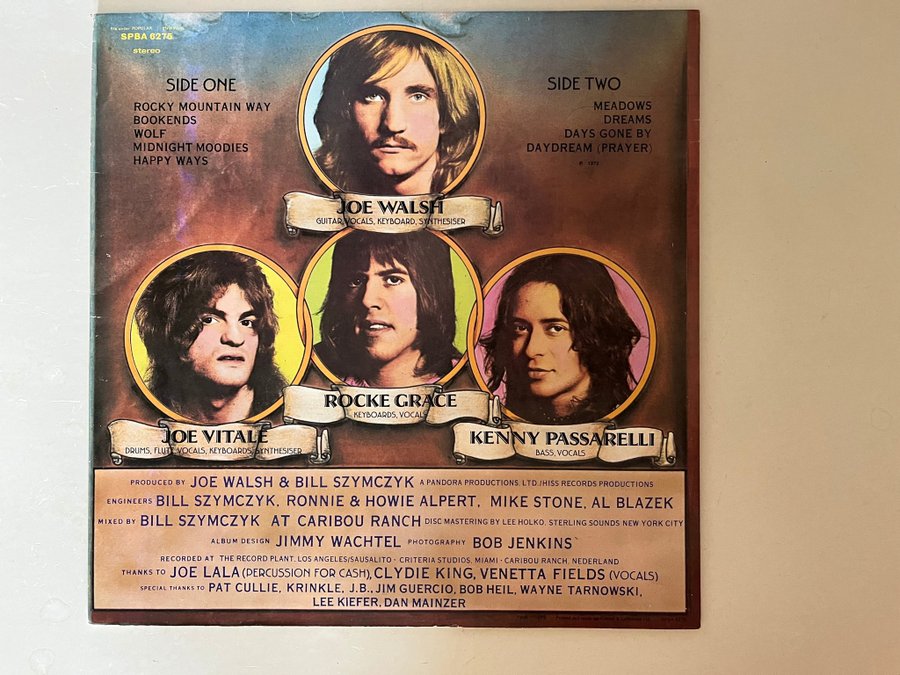 SPBA 6275
stereo
SIDE ONE
ROCKY MOUNTAIN WAY
BOOKENDS
WOLF
MIDNIGHT MOODIES
HAPPY WAYS
SIDE TWO
MEADOWS
DREAMS
DAYS GONE BY
DAYDREAM (PRAYER)
℗ 1973
JOE WALSH
GUITAR, VOCALS, KEYBOARD, SYNTHESISER
ROCKE GRACE
KEYBOARDS, VOCALS
JOE VITALE
DRUMS, FLUTE, VOCALS, KEYBOARDS, SYNTHESISER
KENNY PASSARELLI
BASS, VOCALS
PRODUCED BY JOE WALSH & BILL SZYMCZYK A PANDORA PRODUCTIONS, LTD./HISS RECORDS PRODUCTIONS
ENGINEERS BILL SZYMCZYK, RONNIE & HOWIE ALPERT, MIKE STONE, AL BLAZEK
MIXED BY BILL SZYMCZYK AT CARIBOU RANCH DISC MASTERING BY LEE HOLKO, STERLING SOUNDS NEW YORK CITY
ALBUM DESIGN JIMMY WACHTEL PHOTOGRAPHY BOB JENKINS
RECORDED AT THE RECORD PLANT, LOS ANGELES/SAUSALITO · CRITERIA STUDIOS, MIAMI · CARIBOU RANCH, NEDERLAND
THANKS TO JOE LALA (PERCUSSION FOR CASH), CLYDIE KING, VENETTA FIELDS (VOCALS)
SPECIAL THANKS TO PAT CULLIE, KRINKLE, J.B., JIM GUERCIO, BOB HEIL, WAYNE TARNOWSKI,
LEE KIEFER, DAN MAINZER